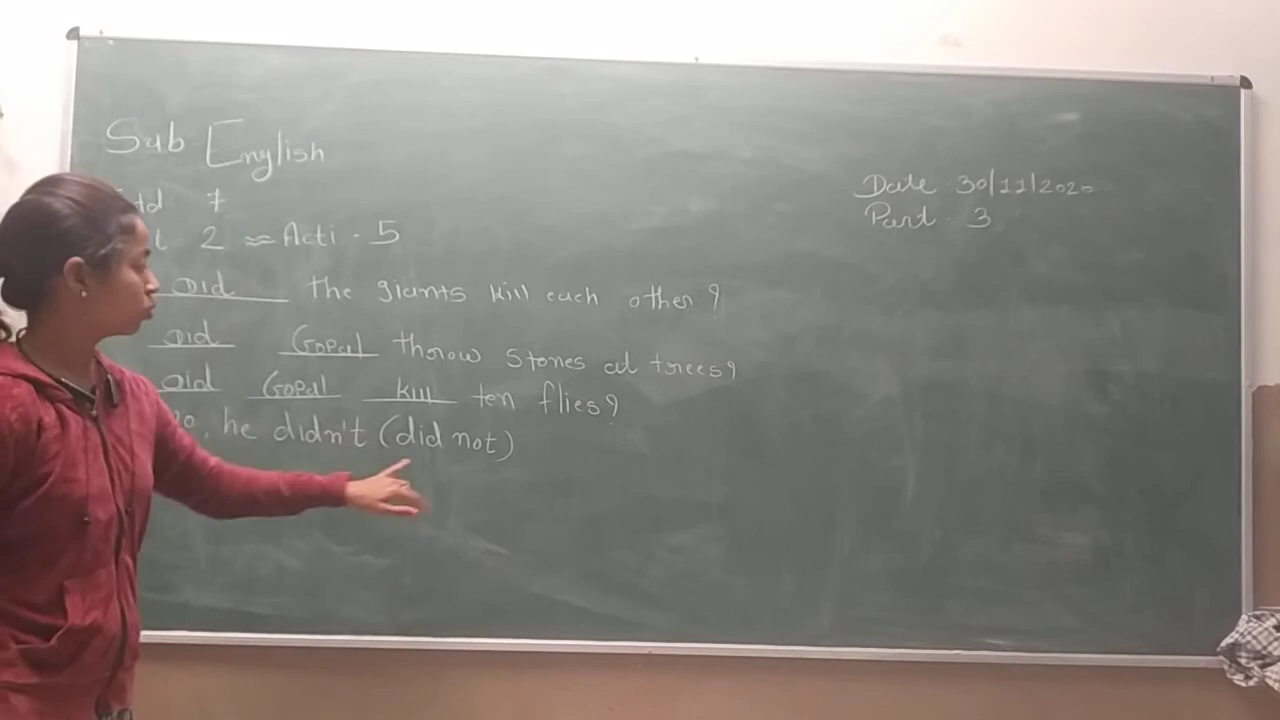 Sub English
7
2 ≈ Acti - 5
Date - 30/11/2020
Part - 3
Did the giants kill each other?
Did Gopal throw stones at trees?
Did Gopal kill ten flies?
he didn't (did not)